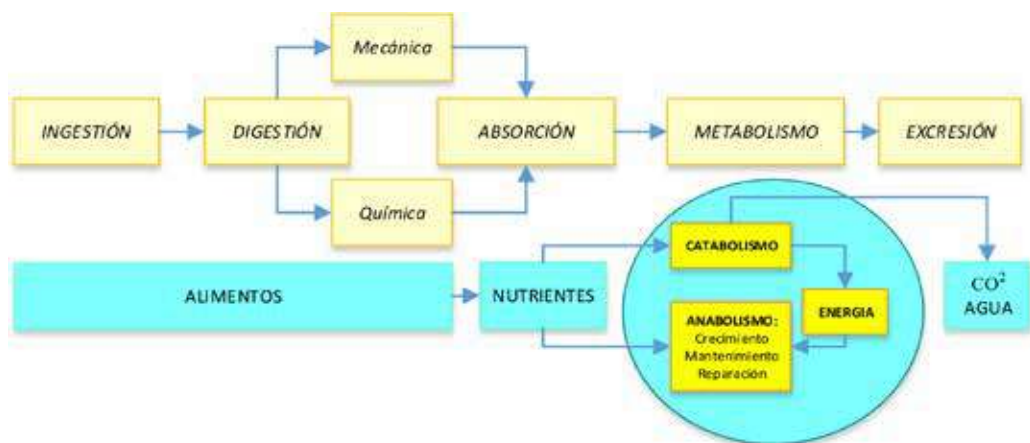 Mecánica
INGESTIÓN
DIGESTIÓN
ABSORCIÓN
METABOLISMO
EXCRESIÓN
Química
ALIMENTOS
NUTRIENTES
CATABOLISMO
ENERGIA
ANABOLISMO:
Crecimiento
Mantenimiento
Reparación
CO²
AGUA